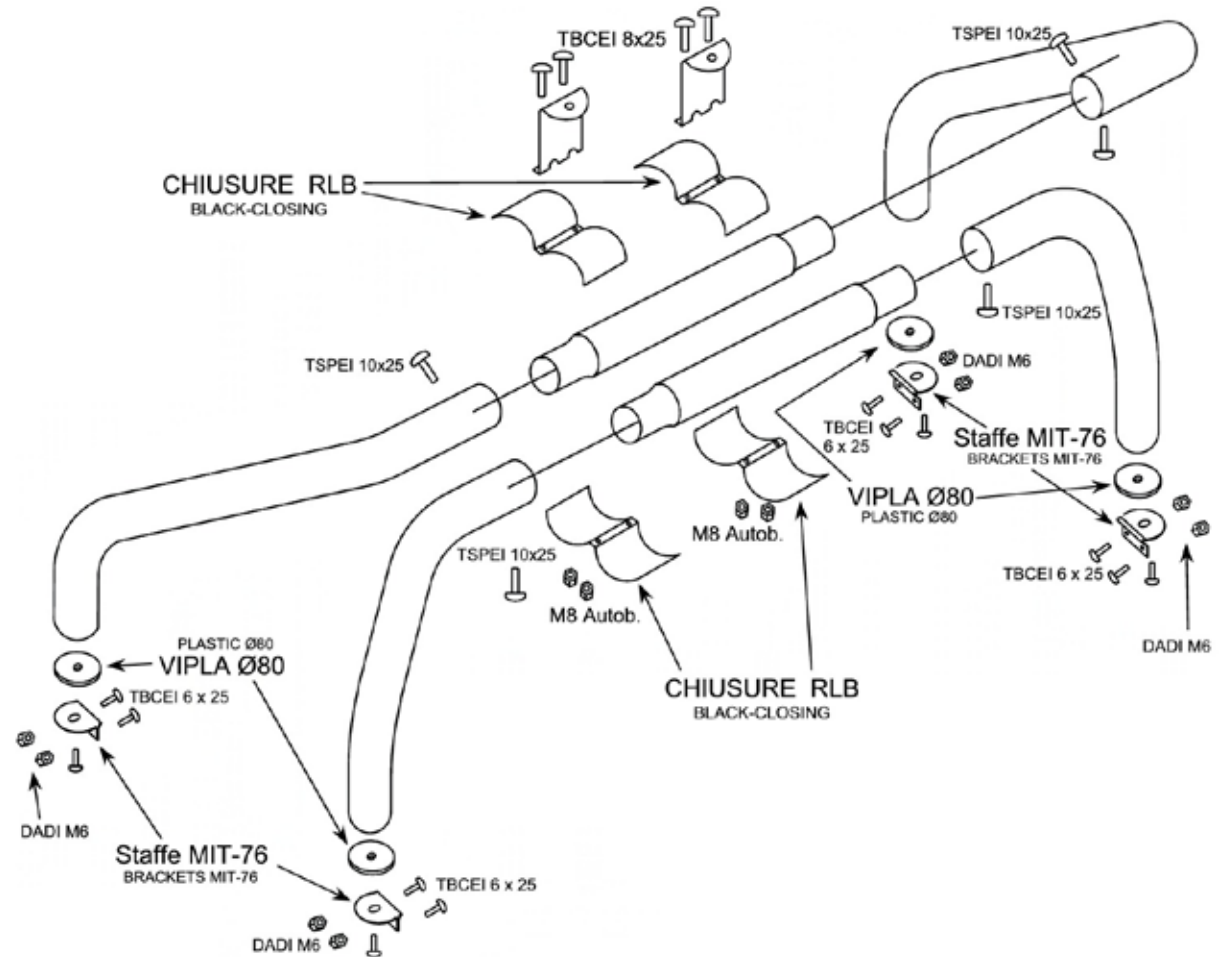 TBCEI 8x25
TSPEI 10x25
CHIUSURE RLB
BLACK-CLOSING
TSPEI 10x25
TSPEI 10x25
DADI M6
TBCEI
6 x 25
Staffe MIT-76
BRACKETS MIT-76
VIPLA Ø80
PLASTIC Ø80
M8 Autob.
TSPEI 10x25
TBCEI 6 x 25
M8 Autob.
DADI M6
PLASTIC Ø80
VIPLA Ø80
TBCEI 6 x 25
CHIUSURE RLB
BLACK-CLOSING
DADI M6
Staffe MIT-76
BRACKETS MIT-76
TBCEI 6 x 25
DADI M6